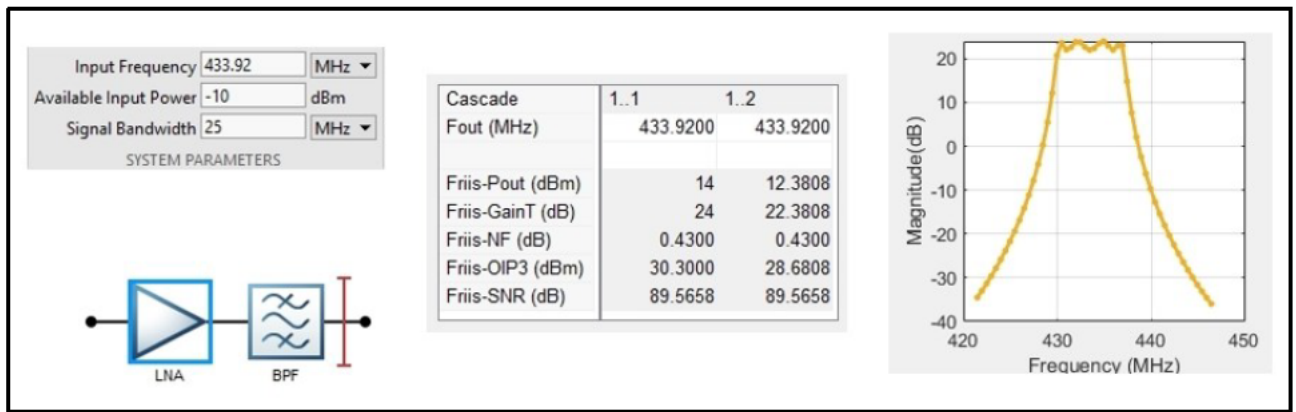 Input Frequency 433.92 MHz
Available Input Power -10 dBm
Signal Bandwidth 25 MHz
SYSTEM PARAMETERS
LNA BPF
Cascade 1..1 1..2
Fout (MHz) 433.9200 433.9200
Friis-Pout (dBm) 14 12.3808
Friis-GainT (dB) 24 22.3808
Friis-NF (dB) 0.4300 0.4300
Friis-OIP3 (dBm) 30.3000 28.6808
Friis-SNR (dB) 89.5658 89.5658
Magnitude(dB)
20
10
0
-10
-20
-30
-40
420 430 440 450
Frequency (MHz)